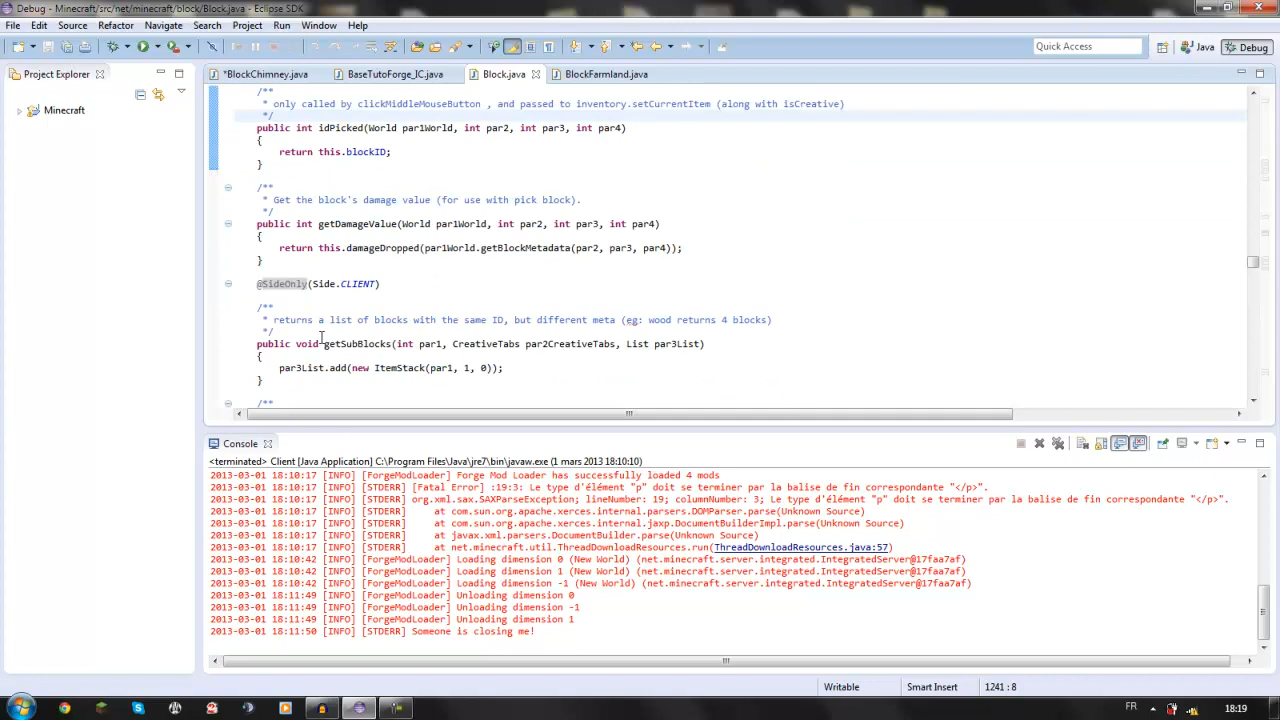 Debug - Minecraft/src/net/minecraft/block/Block.java - Eclipse SDK
File Edit Source Refactor Navigate Search Project Run Window Help
Quick Access Java Debug
Project Explorer
Minecraft
*BlockChimney.java BaseTutoForge_JC.java Block.java BlockFarmland.java
/**
* only called by clickMiddleMouseButton , and passed to inventory.setCurrentItem (along with isCreative)
*/
public int idPicked(World par1World, int par2, int par3, int par4)
{
return this.blockID;
}
/**
* Get the block's damage value (for use with pick block).
*/
public int getDamageValue(World par1World, int par2, int par3, int par4)
{
return this.damageDropped(par1World.getBlockMetadata(par2, par3, par4));
}
@SideOnly(Side.CLIENT)
/**
* returns a list of blocks with the same ID, but different meta (eg: wood returns 4 blocks)
*/
public void getSubBlocks(int par1, CreativeTabs par2CreativeTabs, List par3List)
{
par3List.add(new ItemStack(par1, 1, 0));
}
/**
Console
<terminated> Client [Java Application] C:\Program Files\Java\jre7\bin\javaw.exe (1 mars 2013 18:10:10)
2013-03-01 18:10:17 [INFO] [ForgeModLoader] Forge Mod Loader has successfully loaded 4 mods
2013-03-01 18:10:17 [INFO] [STDERR] [Fatal Error] :19:3: Le type d'élément "p" doit se terminer par la balise de fin correspondante "</p>".
2013-03-01 18:10:17 [INFO] [STDERR] org.xml.sax.SAXParseException; lineNumber: 19; columnNumber: 3; Le type d'élément "p" doit se terminer par la balise de fin correspondante "</p>".
2013-03-01 18:10:17 [INFO] [STDERR] at com.sun.org.apache.xerces.internal.parsers.DOMParser.parse(Unknown Source)
2013-03-01 18:10:17 [INFO] [STDERR] at com.sun.org.apache.xerces.internal.jaxp.DocumentBuilderImpl.parse(Unknown Source)
2013-03-01 18:10:17 [INFO] [STDERR] at javax.xml.parsers.DocumentBuilder.parse(Unknown Source)
2013-03-01 18:10:17 [INFO] [STDERR] at net.minecraft.util.ThreadDownloadResources.run(ThreadDownloadResources.java:57)
2013-03-01 18:10:42 [INFO] [ForgeModLoader] Loading dimension 0 (New World) (net.minecraft.server.integrated.IntegratedServer@17faa7af)
2013-03-01 18:10:42 [INFO] [ForgeModLoader] Loading dimension 1 (New World) (net.minecraft.server.integrated.IntegratedServer@17faa7af)
2013-03-01 18:10:42 [INFO] [ForgeModLoader] Loading dimension -1 (New World) (net.minecraft.server.integrated.IntegratedServer@17faa7af)
2013-03-01 18:11:49 [INFO] [ForgeModLoader] Unloading dimension 0
2013-03-01 18:11:49 [INFO] [ForgeModLoader] Unloading dimension -1
2013-03-01 18:11:49 [INFO] [ForgeModLoader] Unloading dimension 1
2013-03-01 18:11:50 [INFO] [STDERR] Someone is closing me!
Writable Smart Insert 1241 : 8
FR 18:19